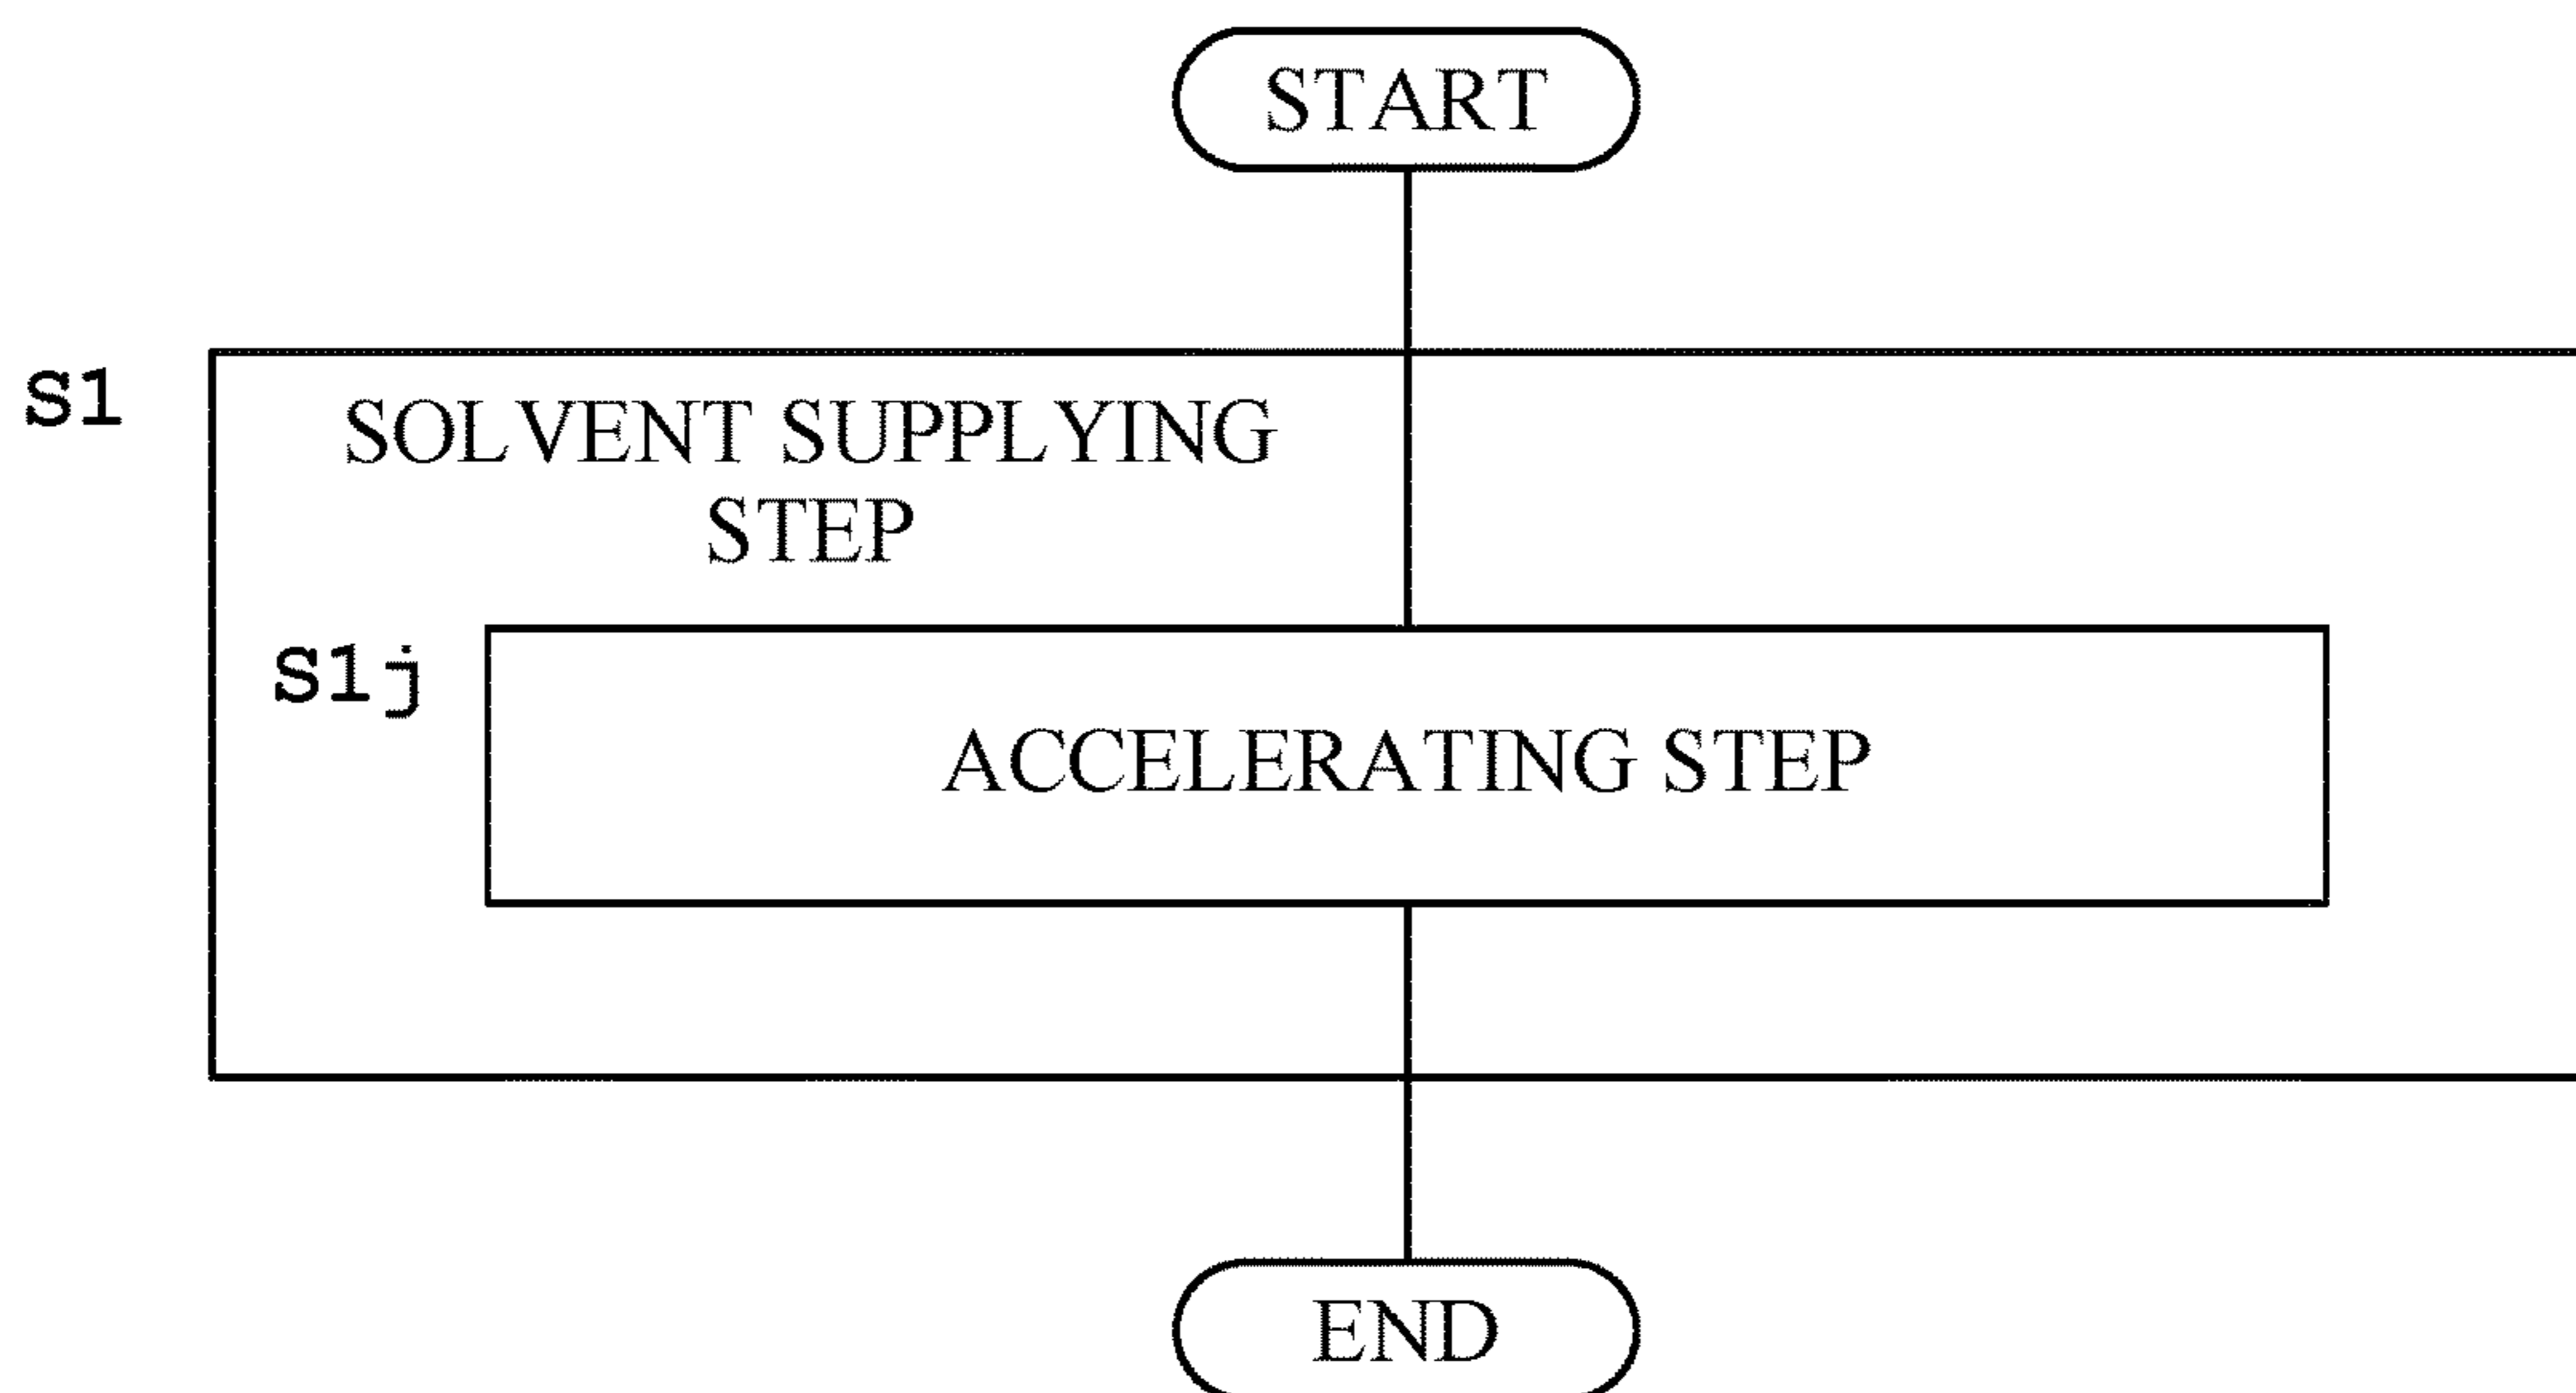 START
S1
SOLVENT SUPPLYING
STEP
S1j
ACCELERATING STEP
END